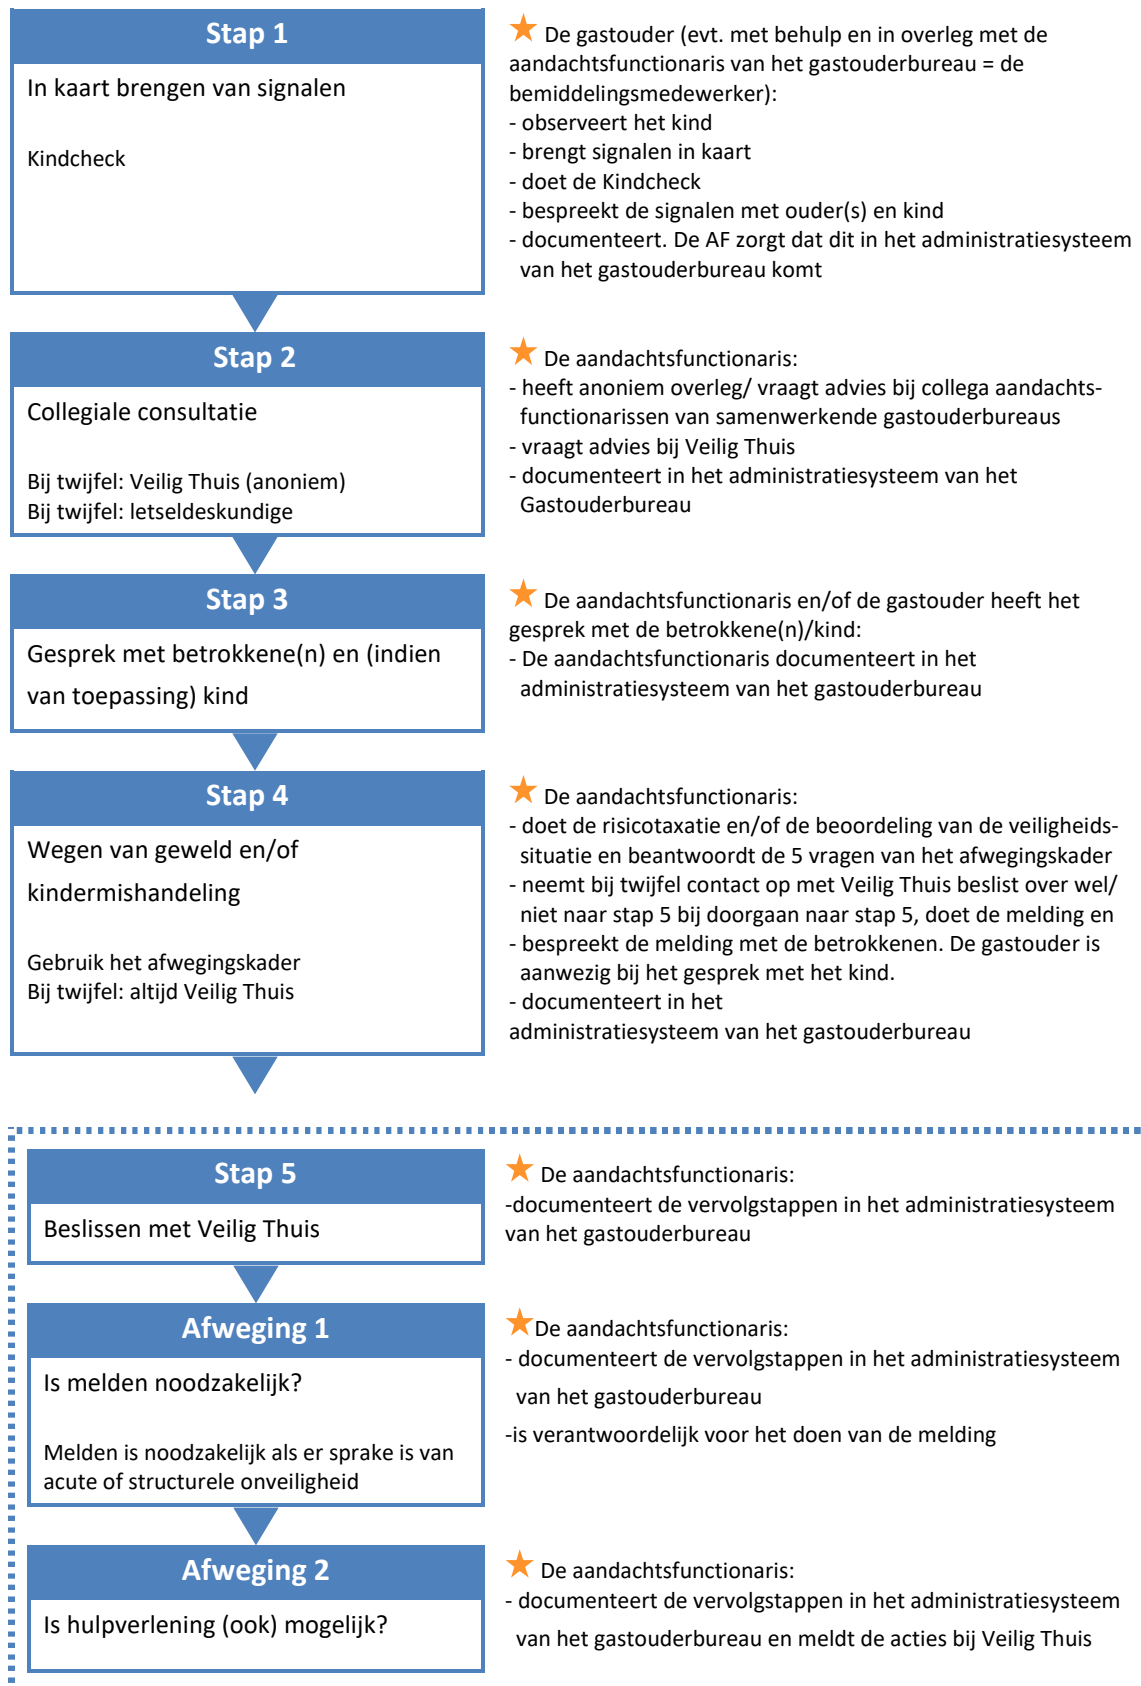 Stap 1
In kaart brengen van signalen
Kindcheck
De gastouder (evt. met behulp en in overleg met de
aandachtsfunctionaris van het gastouderbureau = de
bemiddelingsmedewerker):
- observeert het kind
- brengt signalen in kaart
- doet de Kindcheck
- bespreekt de signalen met ouder(s) en kind
- documenteert. De AF zorgt dat dit in het administratiesysteem
van het gastouderbureau komt
Stap 2
Collegiale consultatie
Bij twijfel: Veilig Thuis (anoniem)
Bij twijfel: letseldeskundige
De aandachtsfunctionaris:
- heeft anoniem overleg/ vraagt advies bij collega aandachts-
functionarissen van samenwerkende gastouderbureaus
- vraagt advies bij Veilig Thuis
- documenteert in het administratiesysteem van het
Gastouderbureau
Stap 3
Gesprek met betrokkene(n) en (indien
van toepassing) kind
De aandachtsfunctionaris en/of de gastouder heeft het
gesprek met de betrokkene(n)/kind:
- De aandachtsfunctionaris documenteert in het
administratiesysteem van het gastouderbureau
Stap 4
Wegen van geweld en/of
kindermishandeling
Gebruik het afwegingskader
Bij twijfel: altijd Veilig Thuis
De aandachtsfunctionaris:
- doet de risicotaxatie en/of de beoordeling van de veiligheids-
situatie en beantwoordt de 5 vragen van het afwegingskader
- neemt bij twijfel contact op met Veilig Thuis beslist over wel/
niet naar stap 5 bij doorgaan naar stap 5, doet de melding en
- bespreekt de melding met de betrokkenen. De gastouder is
aanwezig bij het gesprek met het kind.
- documenteert in het
administratiesysteem van het gastouderbureau
Stap 5
Beslissen met Veilig Thuis
De aandachtsfunctionaris:
-documenteert de vervolgstappen in het administratiesysteem
van het gastouderbureau
Afweging 1
Is melden noodzakelijk?
Melden is noodzakelijk als er sprake is van
acute of structurele onveiligheid
De aandachtsfunctionaris:
- documenteert de vervolgstappen in het administratiesysteem
van het gastouderbureau
-is verantwoordelijk voor het doen van de melding
Afweging 2
Is hulpverlening (ook) mogelijk?
De aandachtsfunctionaris:
- documenteert de vervolgstappen in het administratiesysteem
van het gastouderbureau en meldt de acties bij Veilig Thuis